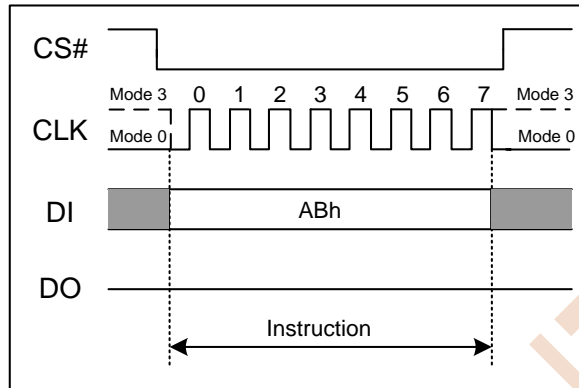 CS#
Mode 3 0 1 2 3 4 5 6 7 Mode 3
CLK
Mode 0 Mode 0
DI ABh
DO
Instruction